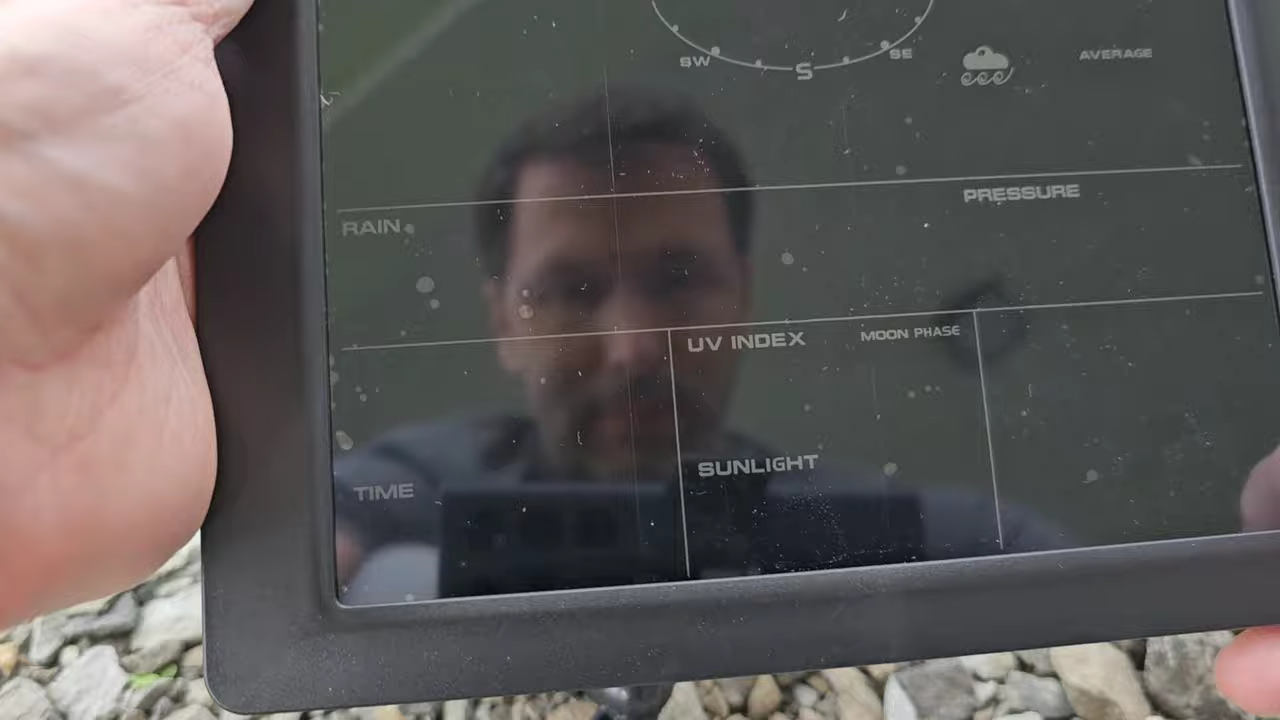 SW
S
SE
AVERAGE
RAIN
PRESSURE
UV INDEX
MOON PHASE
SUNLIGHT
TIME